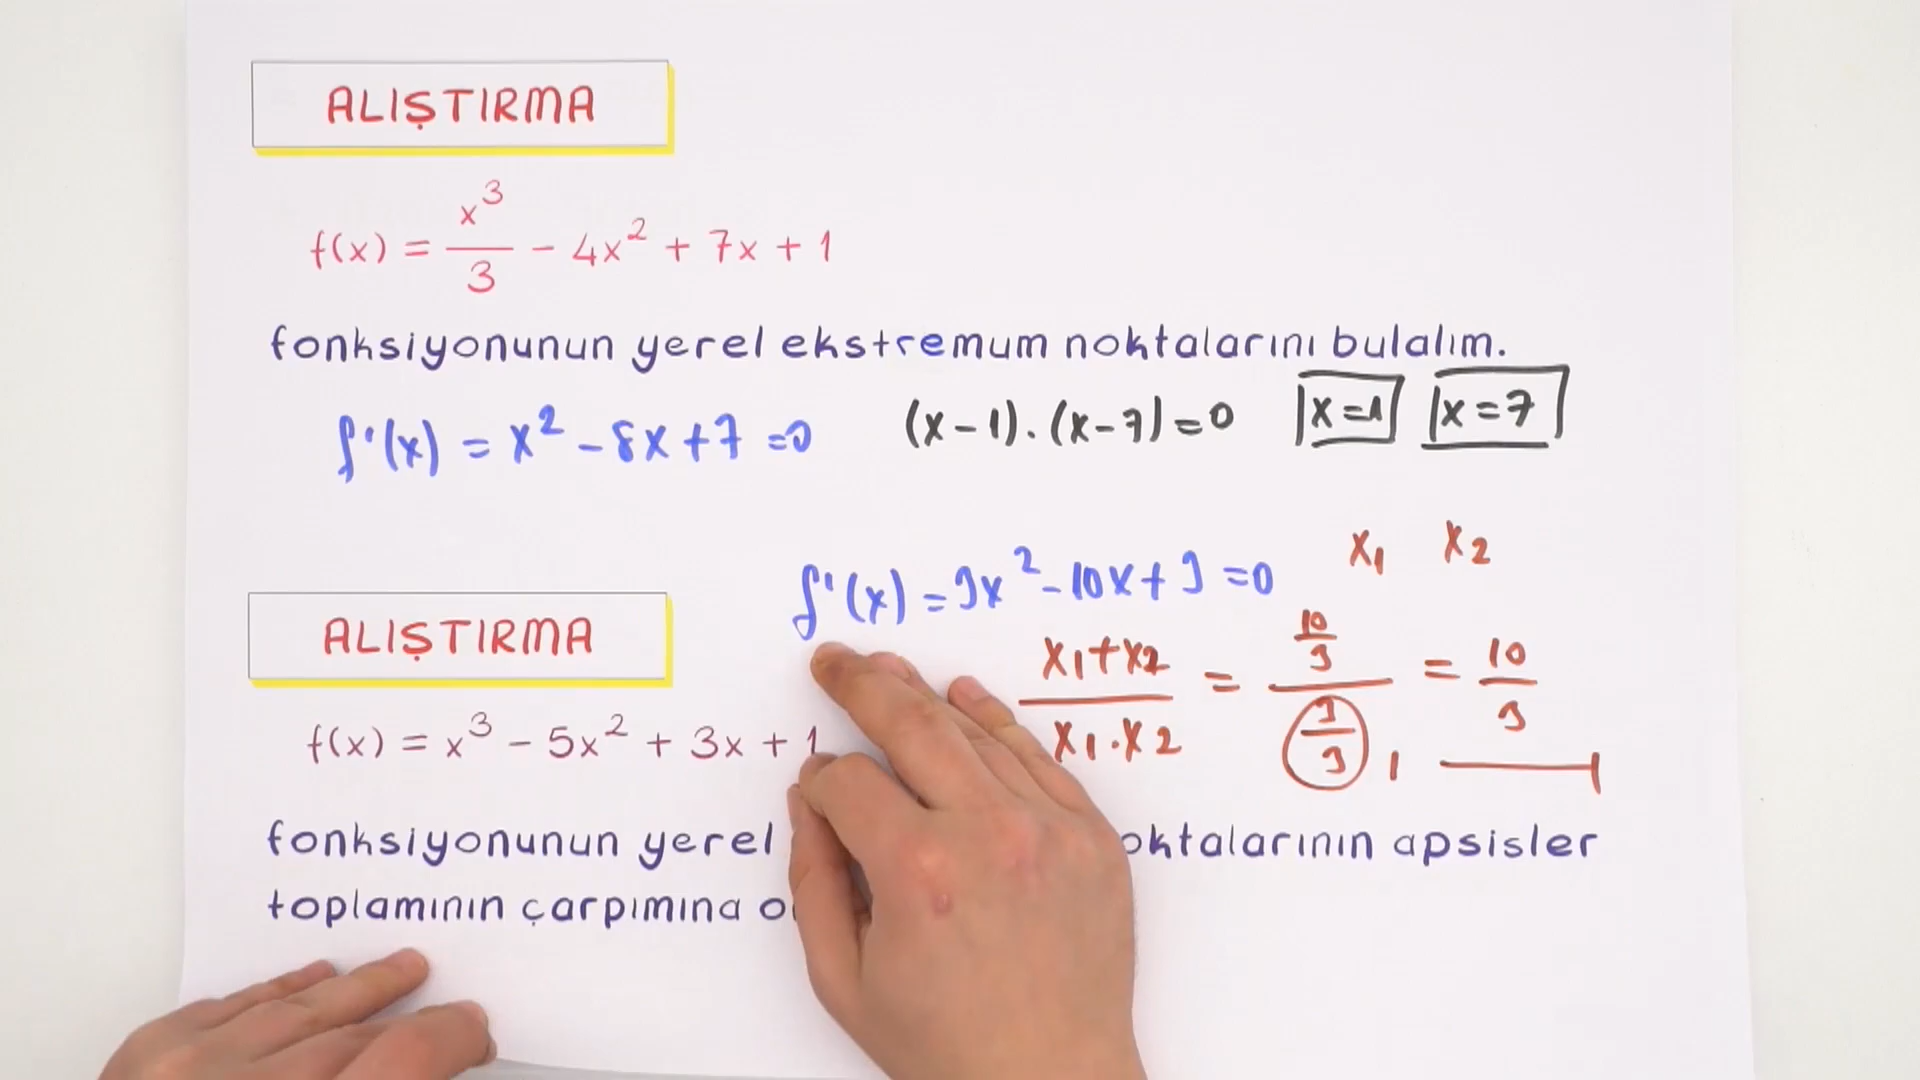 ALIŞTIRMA
f(x) = x³/3 - 4x² + 7x + 1
fonksiyonunun yerel ekstremum noktalarını bulalım.
f'(x) = x² - 8x + 7 = 0 (x - 1) . (x - 7) = 0 x = 1 x = 7
x₁ x₂
f'(x) = 3x² - 10x + 3 = 0
ALIŞTIRMA
(x₁ + x₂)/(x₁ . x₂) = (10/3)/(3/3) = 10/3
1
f(x) = x³ - 5x² + 3x + 1
fonksiyonunun yerel oktalarının apsisler
toplamının çarpımına o